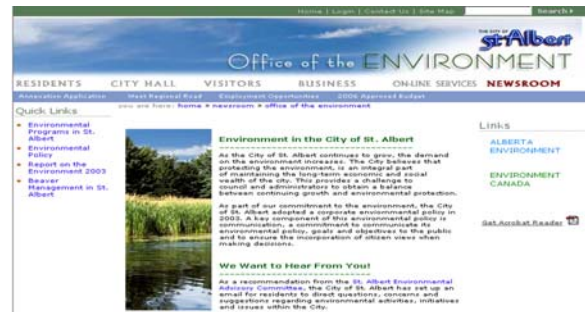 Home | Login | Contact Us | Site Map
Search
THE CITY OF
St. Albert
Office of the ENVIRONMENT
RESIDENTS CITY HALL VISITORS BUSINESS ON-LINE SERVICES NEWSROOM
Annexation Application West Regional Road Employment Opportunities 2006 Approved Budget
you are here: home > newsroom > office of the environment
Quick Links
Environmental
Programs in St.
Albert
Environmental
Policy
Report on the
Environment 2003
Beaver
Management in St.
Albert
Environment in the City of St. Albert
As the City of St. Albert continues to grow, the demand
on the environment increases. The City believes that
protecting the environment, is an integral part
of maintaining the long-term economic and social
wealth of the city. This provides a challenge to
council and administrators to obtain a balance
between continuing growth and environmental protection.
As part of our commitment to the environment, the City
of St. Albert adopted a corporate environmental policy in
2003. A key component of this environmental policy is
communication, a commitment to communicate its
environmental policy, goals and objectives to the public
and to ensure the incorporation of citizen views when
making decisions.
We Want to Hear From You!
As a recommendation from the St. Albert Environmental
Advisory Committee, the City of St. Albert has set up an
email for residents to direct questions, concerns and
suggestions regarding environmental activities, initiatives
and issues within the City.
Links
ALBERTA
ENVIRONMENT
ENVIRONMENT
CANADA
Get Acrobat Reader